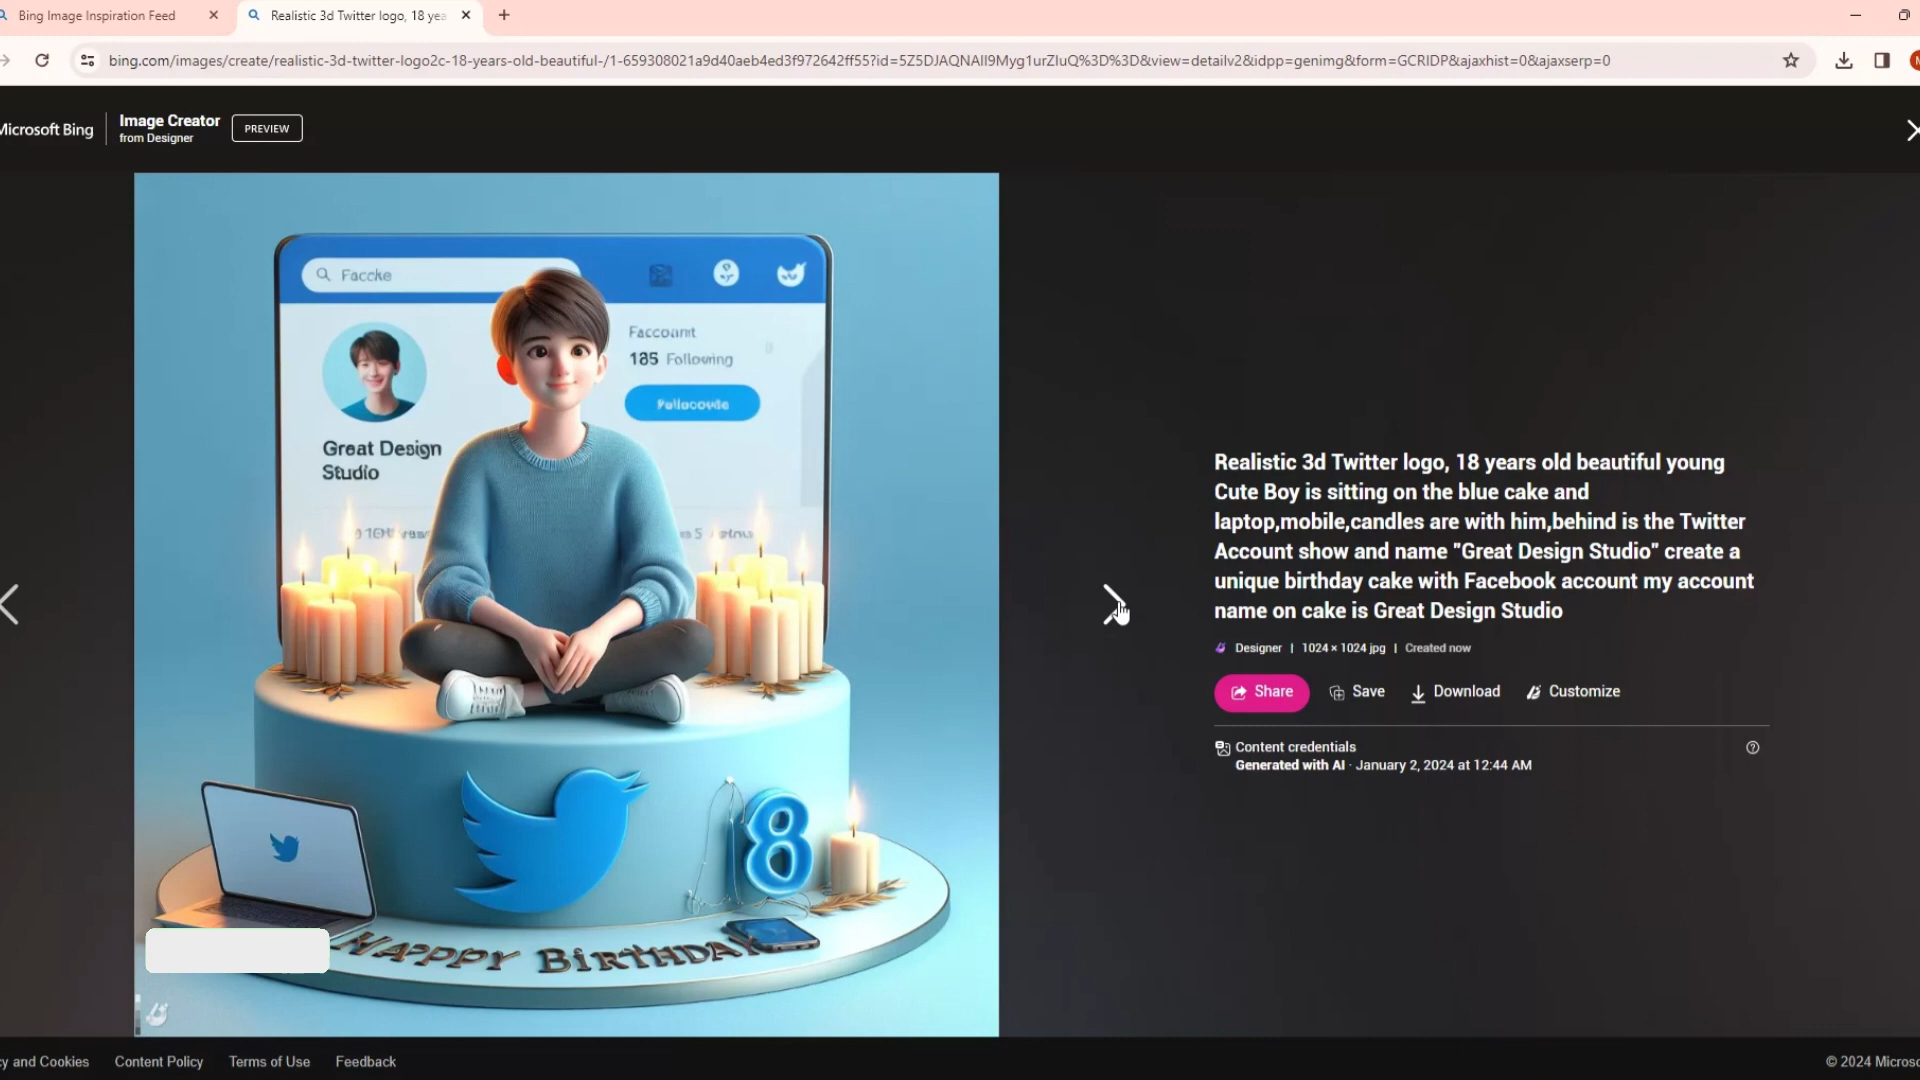 Bing Image Inspiration Feed
Realistic 3d Twitter logo, 18 yea
bing.com/images/create/realistic-3d-twitter-logo2c-18-years-old-beautiful-/1-659308021a9d40aeb4ed3f972642ff55?id=5Z5DJAQNAlI9Myg1urZIuQ%3D%3D&view=detailv2&idpp=genimg&form=GCRIDP&ajaxhist=0&ajaxserp=0
Microsoft Bing
Image Creator
from Designer
PREVIEW
Faccke
Faccount
185 Following
Great Design
Studio
8
HAPPPY BIRTHDAY
Realistic 3d Twitter logo, 18 years old beautiful young
Cute Boy is sitting on the blue cake and
laptop,mobile,candles are with him,behind is the Twitter
Account show and name "Great Design Studio" create a
unique birthday cake with Facebook account my account
name on cake is Great Design Studio
Designer | 1024 × 1024 jpg | Created now
Share
Save
Download
Customize
Content credentials
Generated with AI · January 2, 2024 at 12:44 AM
cy and Cookies
Content Policy
Terms of Use
Feedback
© 2024 Microso